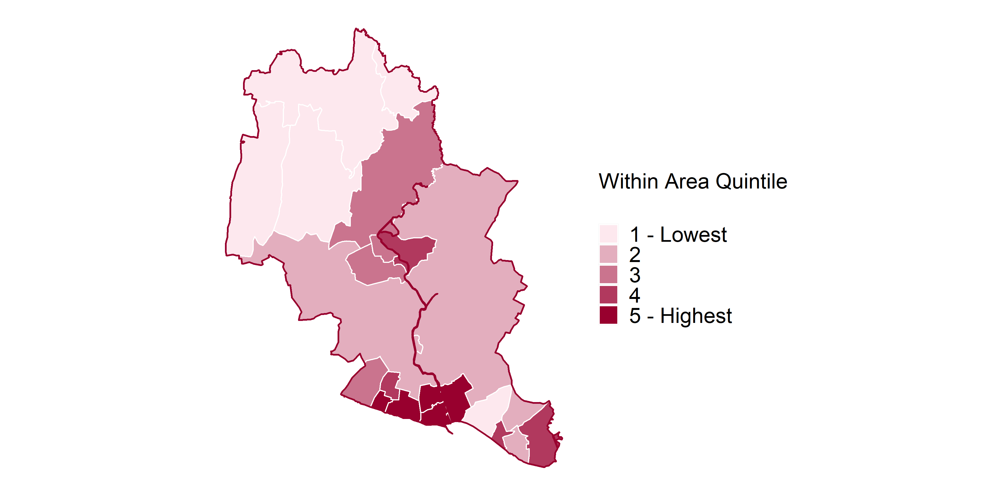 Within Area Quintile
1 - Lowest
2
3
4
5 - Highest